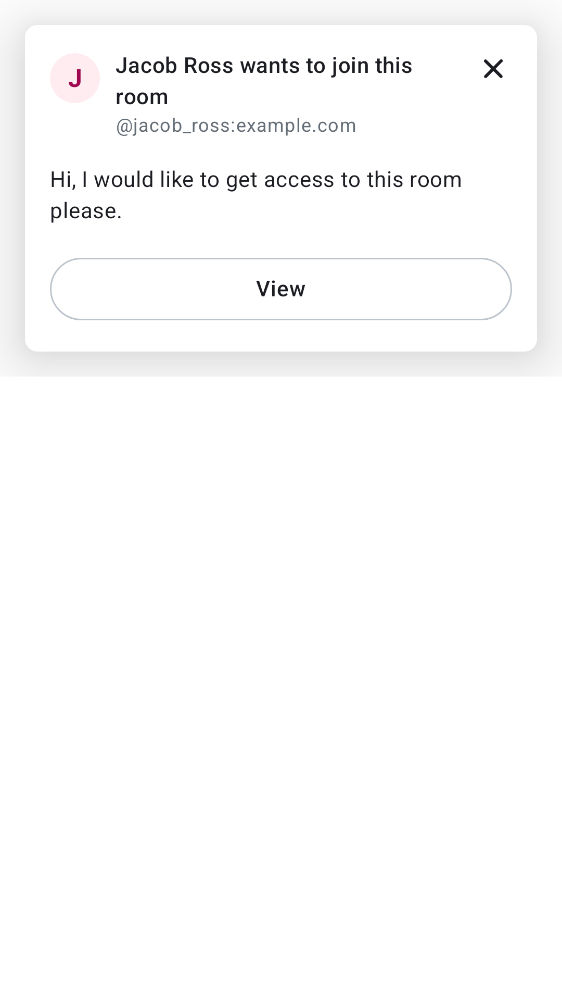 J
Jacob Ross wants to join this
room
@jacob_ross:example.com
Hi, I would like to get access to this room
please.
View